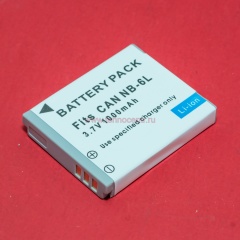 BATTERY PACK
Fits CAN NB-6L
3.7V 1000mAh
Use specified charger only
Li-ion